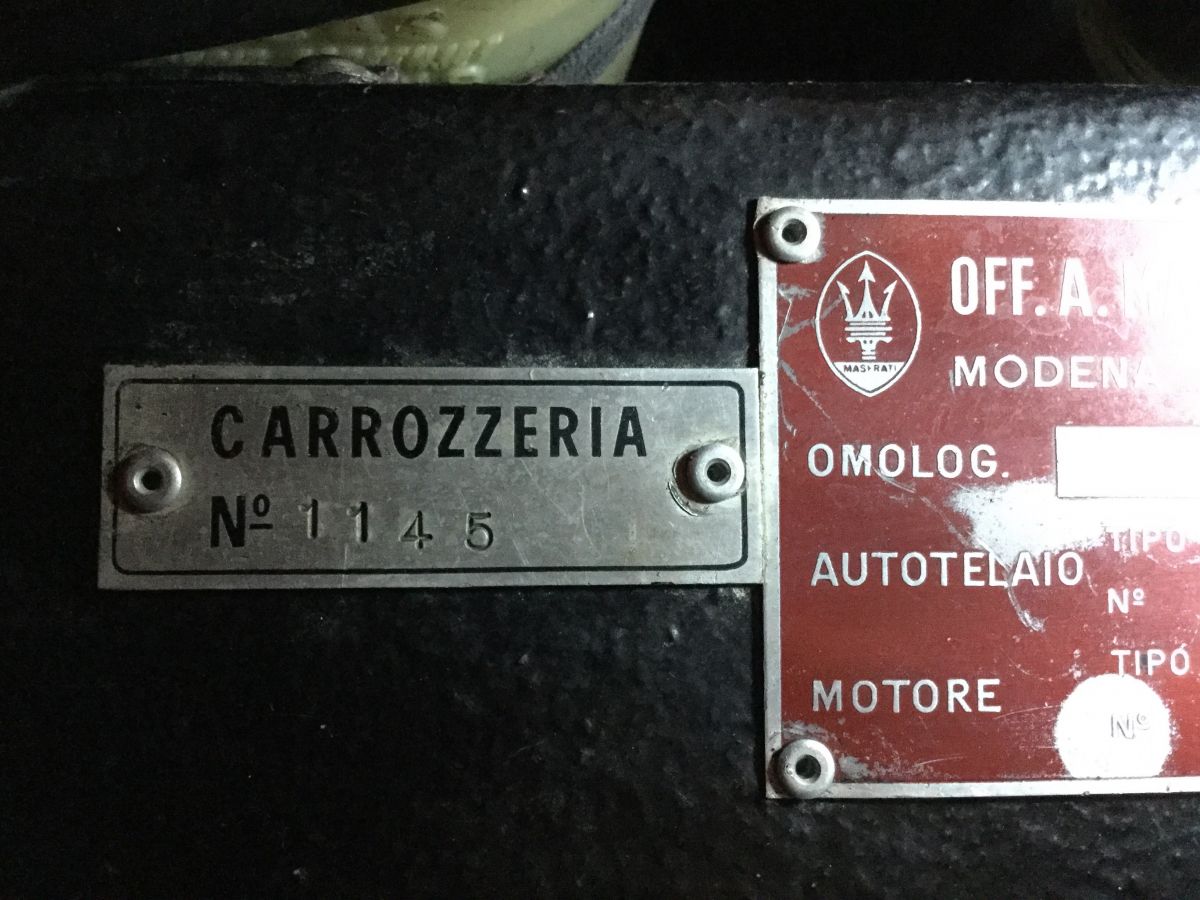 CARROZZERIA
Nº 1145
MASERATI
OFF. A.
MODENA
OMOLOG.
AUTOTELAIO
TIPO
Nº
MOTORE
TIPO
Nº